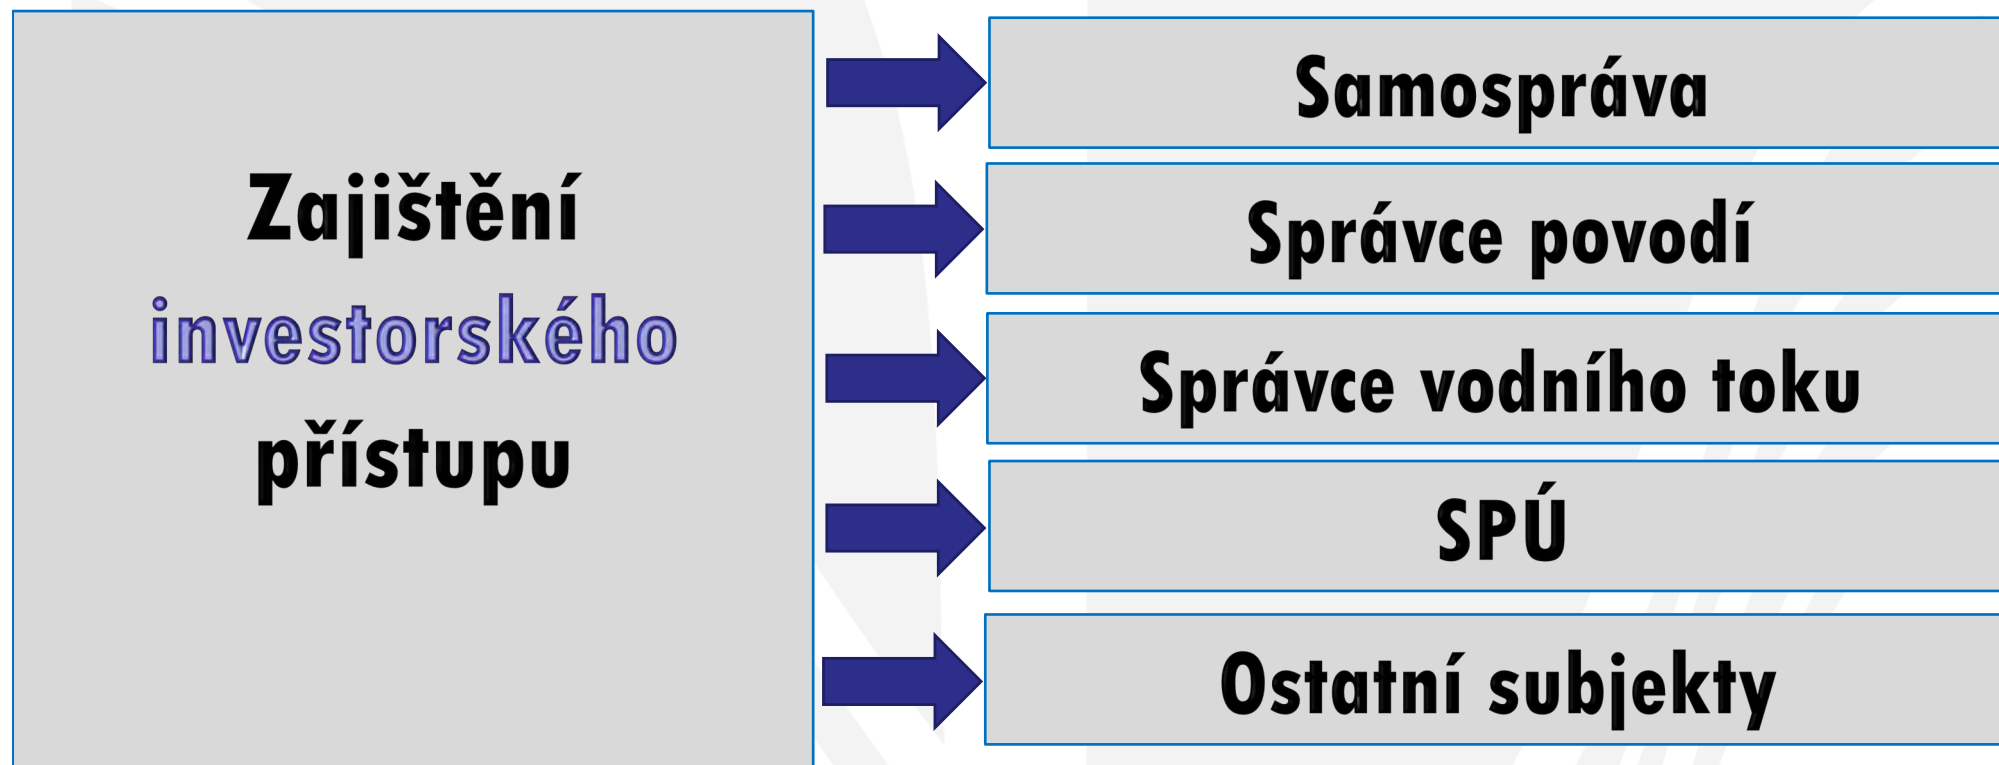 Zajištění
investorského
přístupu
Samospráva
Správce povodí
Správce vodního toku
SPÚ
Ostatní subjekty